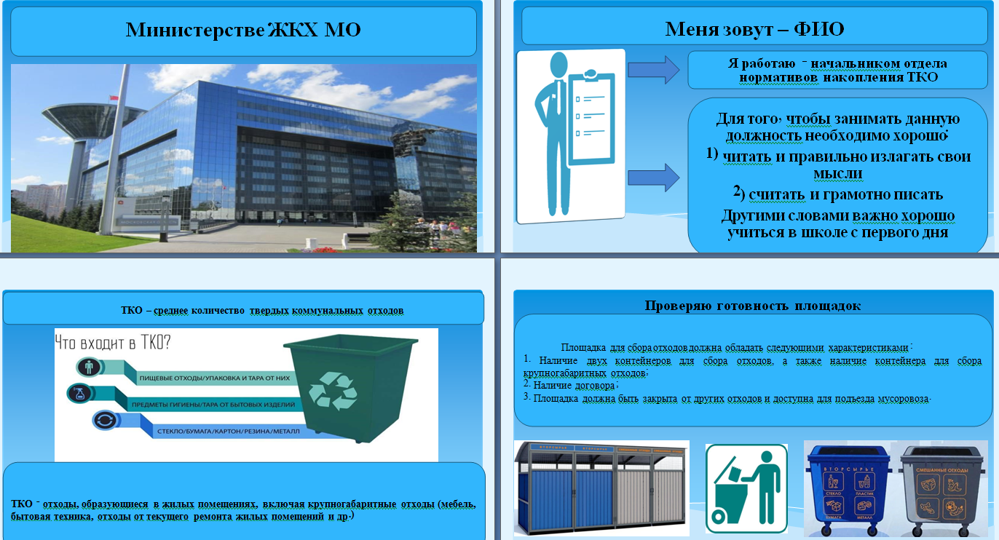 Министерстве ЖКХ МО
Меня зовут – ФИО
Я работаю - начальником отдела
нормативов накопления ТКО
Для того, чтобы занимать данную
должность необходимо хорошо:
1) читать и правильно излагать свои
мысли
2) считать и грамотно писать
Другими словами важно хорошо
учиться в школе с первого дня
ТКО – среднее количество твердых коммунальных отходов
Что входит в ТКО?
ПИЩЕВЫЕ ОТХОДЫ/УПАКОВКА И ТАРА ОТ НИХ
ПРЕДМЕТЫ ГИГИЕНЫ/ТАРА ОТ БЫТОВЫХ ИЗДЕЛИЙ
СТЕКЛО/БУМАГА/КАРТОН/РЕЗИНА/МЕТАЛЛ
ТКО - отходы, образующиеся в жилых помещениях, включая крупногабаритные отходы (мебель,
бытовая техника, отходы от текущего ремонта жилых помещений и др.)
Проверяю готовность площадок
Площадка для сбора отходов должна обладать следующими характеристиками:
1. Наличие двух контейнеров для сбора отходов, а также наличие контейнера для сбора
крупногабаритных отходов;
2. Наличие договора;
3. Площадка должна быть закрыта от других отходов и доступна для подъезда мусоровоза.
ВТОРСЫРЬЕ
СТЕКЛО ПЛАСТИК
БУМАГА МЕТАЛЛ
СМЕШАННЫЕ ОТХОДЫ